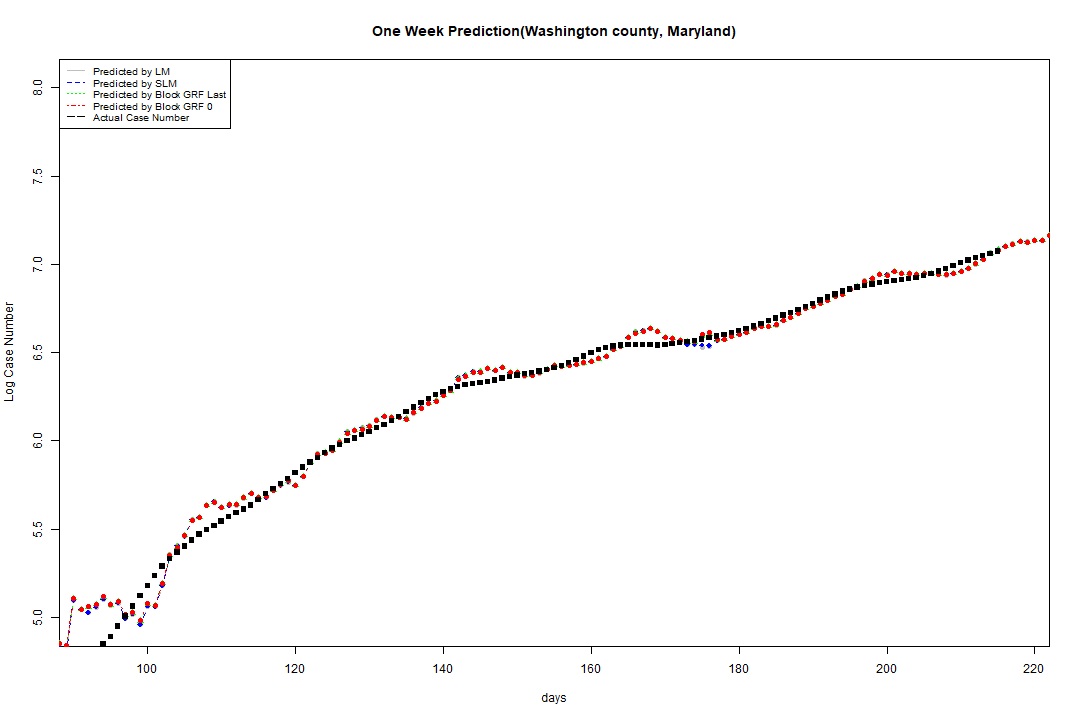 One Week Prediction(Washington county, Maryland)
Predicted by LM
Predicted by SLM
Predicted by Block GRF Last
Predicted by Block GRF 0
Actual Case Number
8.0
7.5
7.0
6.5
6.0
5.5
5.0
Log Case Number
100 120 140 160 180 200 220
days